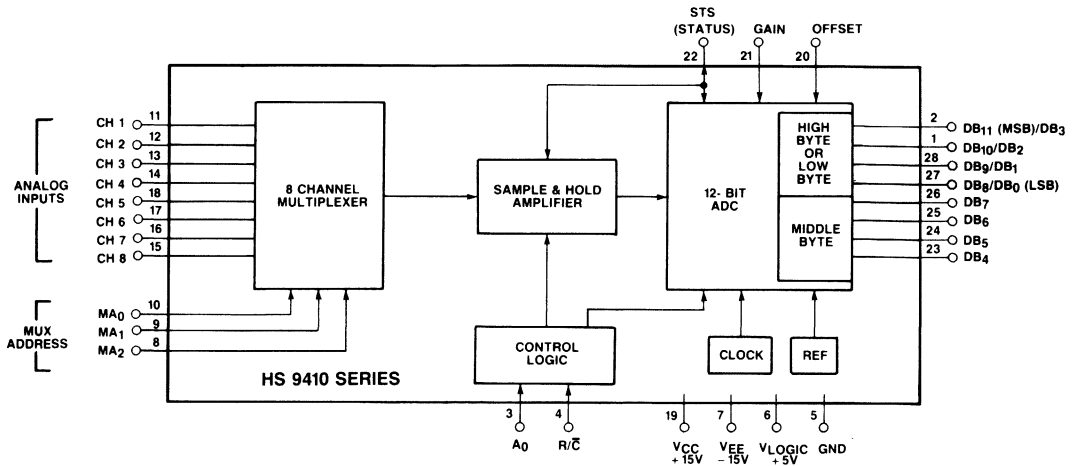 STS
(STATUS) GAIN OFFSET
22 21 20
ANALOG
INPUTS
CH 1 11
CH 2 12
CH 3 13
CH 4 14
CH 5 18
CH 6 17
CH 7 16
CH 8 15
8 CHANNEL
MULTIPLEXER
SAMPLE & HOLD
AMPLIFIER
12- BIT
ADC
HIGH
BYTE
OR
LOW
BYTE
MIDDLE
BYTE
2 DB11 (MSB)/DB3
1 DB10/DB2
28 DB9/DB1
27 DB8/DB0 (LSB)
26 DB7
25 DB6
24 DB5
23 DB4
MUX
ADDRESS
MA0 10
MA1 9
MA2 8
CONTROL
LOGIC
CLOCK
REF
HS 9410 SERIES
3 4 19 7 6 5
A0 R/C̅ VCC VEE VLOGIC GND
+ 15V − 15V + 5V